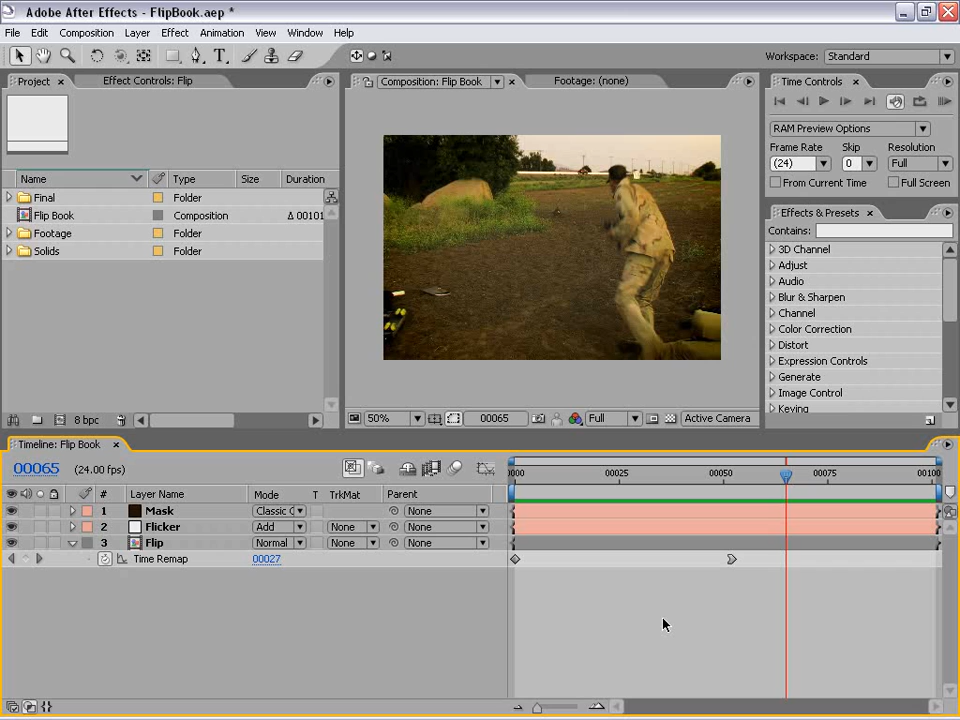 Adobe After Effects - FlipBook.aep *
File Edit Composition Layer Effect Animation View Window Help
Workspace: Standard
Project Effect Controls: Flip
Composition: Flip Book Footage: (none)
Time Controls
RAM Preview Options
Frame Rate Skip Resolution
(24) 0 Full
From Current Time Full Screen
Name Type Size Duration
Final Folder
Flip Book Composition Δ 00101
Footage Folder
Solids Folder
Effects & Presets
Contains:
3D Channel
Adjust
Audio
Blur & Sharpen
Channel
Color Correction
Distort
Expression Controls
Generate
Image Control
Keying
8 bpc
50% 00065 Full Active Camera
Timeline: Flip Book
00065 (24.00 fps)
0000 00025 00050 00075 00100
# Layer Name Mode T TrkMat Parent
1 Mask Classic C None
2 Flicker Add None None
3 Flip Normal None None
Time Remap 00027